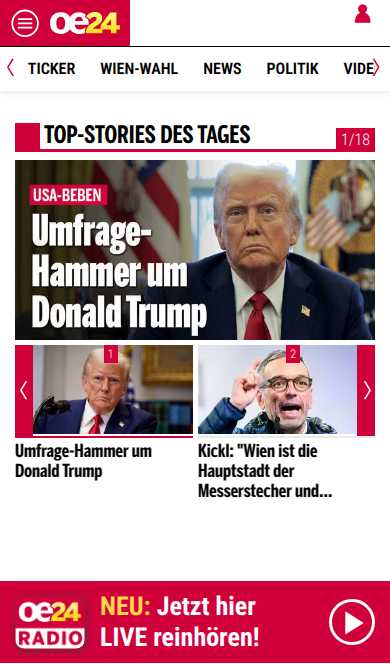 oe24
TICKER WIEN-WAHL NEWS POLITIK VIDE
TOP-STORIES DES TAGES
1/18
USA-BEBEN
Umfrage-
Hammer um
Donald Trump
1
2
Umfrage-Hammer um
Donald Trump
Kickl: "Wien ist die
Hauptstadt der
Messerstecher und...
oe24
RADIO
NEU: Jetzt hier
LIVE reinhören!